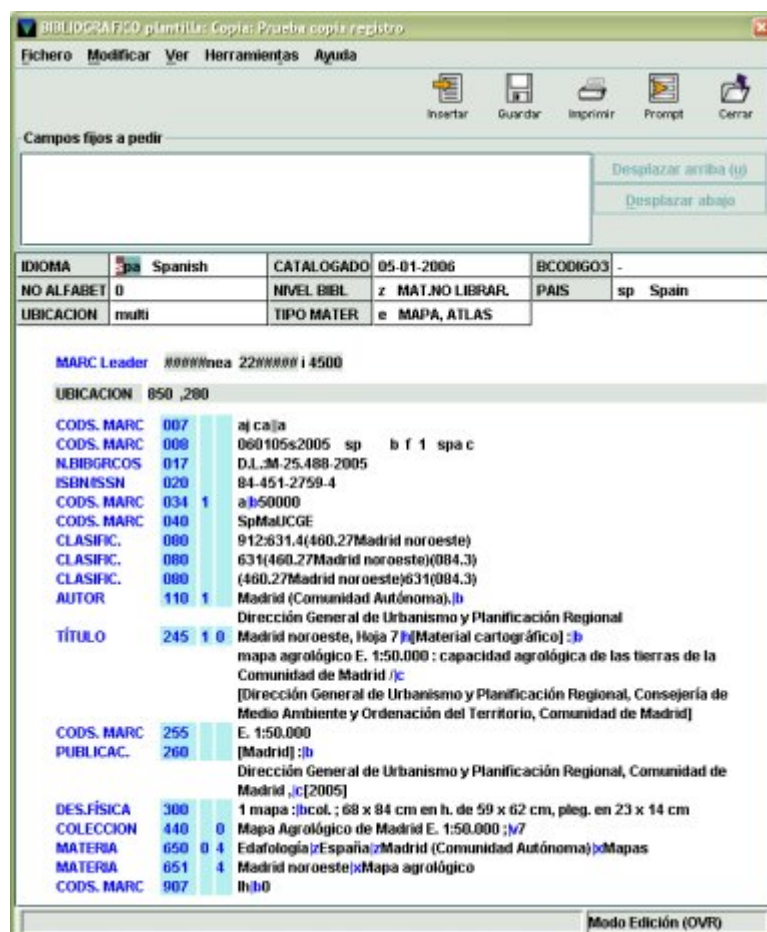 BIBLIOGRAFICO plantilla: Copia: Prueba copia registro
Fichero Modificar Ver Herramientas Ayuda
Insertar Guardar Imprimir Prompt Cerrar
Campos fijos a pedir
Desplazar arriba (u)
Desplazar abajo
IDIOMA spa Spanish CATALOGADO 05-01-2006 BCODIGO3 -
NO ALFABET 0 NIVEL BIBL z MAT.NO LIBRAR. PAIS sp Spain
UBICACION multi TIPO MATER e MAPA, ATLAS
MARC Leader #####nea 22##### i 4500
UBICACION 850 ,280
CODS. MARC 007 aj ca||a
CODS. MARC 008 060105s2005 sp b f 1 spa c
N.BIBGRCOS 017 D.L.:M-25.488-2005
ISBN/ISSN 020 84-451-2759-4
CODS. MARC 034 1 a|b50000
CODS. MARC 040 SpMaUCGE
CLASIFIC. 080 912:631.4(460.27Madrid noroeste)
CLASIFIC. 080 631(460.27Madrid noroeste)(084.3)
CLASIFIC. 080 (460.27Madrid noroeste)631(084.3)
AUTOR 110 1 Madrid (Comunidad Autónoma).|b
Dirección General de Urbanismo y Planificación Regional
TÍTULO 245 1 0 Madrid noroeste, Hoja 7|h[Material cartográfico] :|b
mapa agrológico E. 1:50.000 : capacidad agrológica de las tierras de la
Comunidad de Madrid /|c
[Dirección General de Urbanismo y Planificación Regional, Consejería de
Medio Ambiente y Ordenación del Territorio, Comunidad de Madrid]
CODS. MARC 255 E. 1:50.000
PUBLICAC. 260 [Madrid] :|b
Dirección General de Urbanismo y Planificación Regional, Comunidad de
Madrid ,|c[2005]
DES.FÍSICA 300 1 mapa :|bcol. ; 68 x 84 cm en h. de 59 x 62 cm, pleg. en 23 x 14 cm
COLECCION 440 0 Mapa Agrológico de Madrid E. 1:50.000 ;|v7
MATERIA 650 0 4 Edafología|zEspaña|zMadrid (Comunidad Autónoma)|xMapas
MATERIA 651 4 Madrid noroeste|xMapa agrológico
CODS. MARC 907 lh|b0
Modo Edición (OVR)